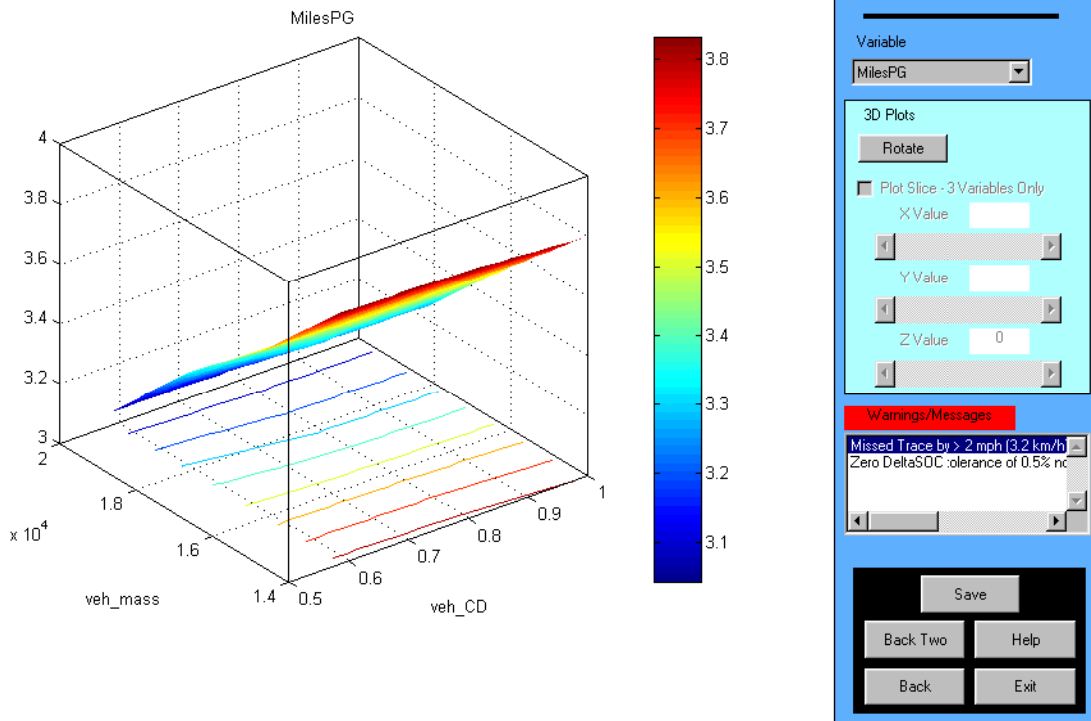 MilesPG
4
3.8
3.6
3.4
3.2
3
2
1.8
1.6
1.4
x 10^4
veh_mass
0.5
0.6
0.7
0.8
0.9
1
veh_CD
3.8
3.7
3.6
3.5
3.4
3.3
3.2
3.1
Variable
MilesPG
3D Plots
Rotate
Plot Slice - 3 Variables Only
X Value
Y Value
Z Value 0
Warnings/Messages
Missed Trace by > 2 mph (3.2 km/h)
Zero DeltaSOC :olerance of 0.5% no
Save
Back Two Help
Back Exit